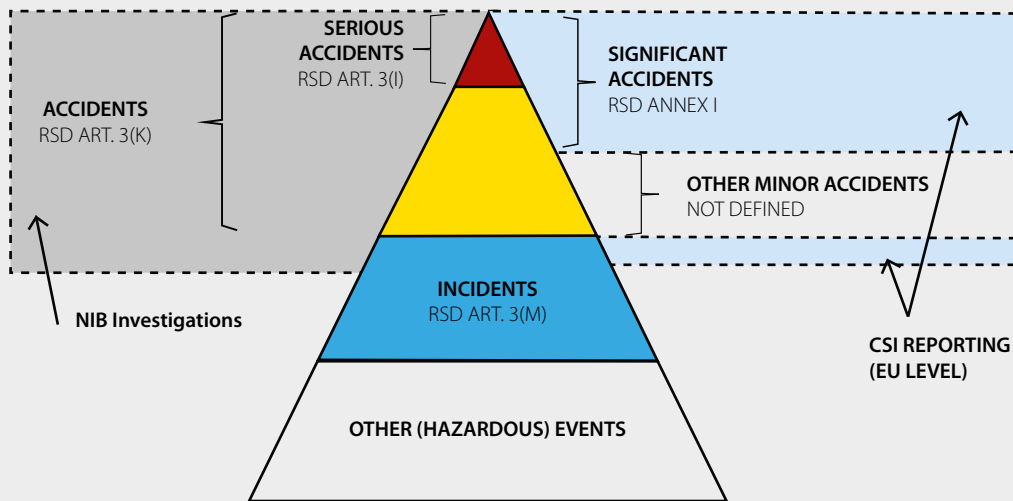 SERIOUS
ACCIDENTS
RSD ART. 3(I)
SIGNIFICANT
ACCIDENTS
RSD ANNEX I
ACCIDENTS
RSD ART. 3(K)
OTHER MINOR ACCIDENTS
NOT DEFINED
INCIDENTS
RSD ART. 3(M)
NIB Investigations
CSI REPORTING
(EU LEVEL)
OTHER (HAZARDOUS) EVENTS